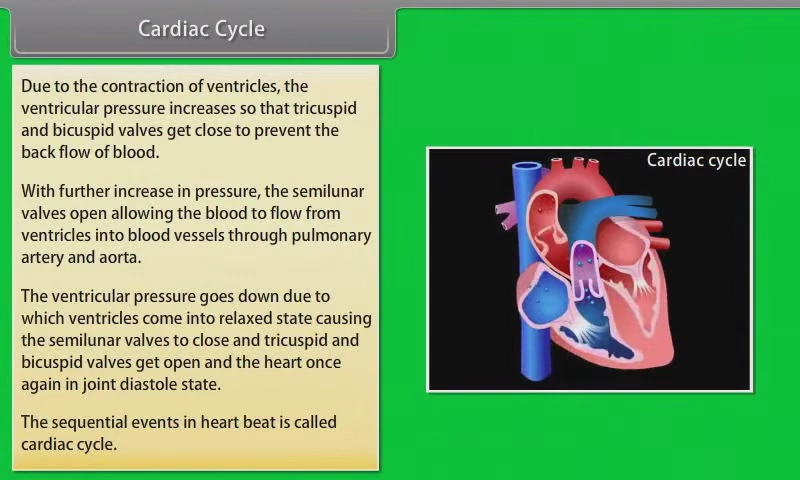 Cardiac Cycle
Due to the contraction of ventricles, the
ventricular pressure increases so that tricuspid
and bicuspid valves get close to prevent the
back flow of blood.
With further increase in pressure, the semilunar
valves open allowing the blood to flow from
ventricles into blood vessels through pulmonary
artery and aorta.
The ventricular pressure goes down due to
which ventricles come into relaxed state causing
the semilunar valves to close and tricuspid and
bicuspid valves get open and the heart once
again in joint diastole state.
The sequential events in heart beat is called
cardiac cycle.
Cardiac cycle